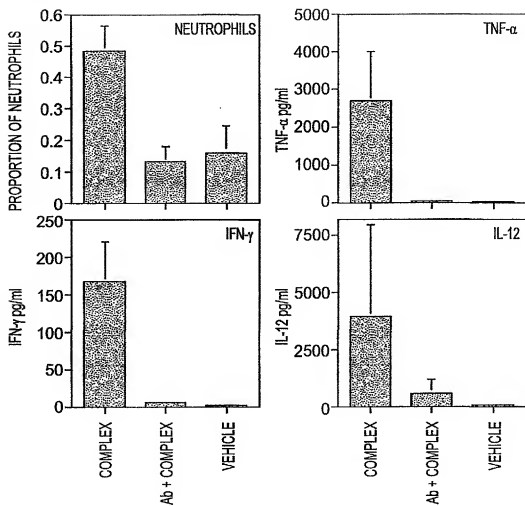 NEUTROPHILS
PROPORTION OF NEUTROPHILS
0.6
0.5
0.4
0.3
0.2
0.1
0
TNF-α
TNF-α pg/ml
5000
4000
3000
2000
1000
0
IFN-γ
IFN-γ pg/ml
250
200
150
100
50
0
COMPLEX
Ab + COMPLEX
VEHICLE
IL-12
IL-12 pg/ml
7500
5000
2500
0
COMPLEX
Ab + COMPLEX
VEHICLE